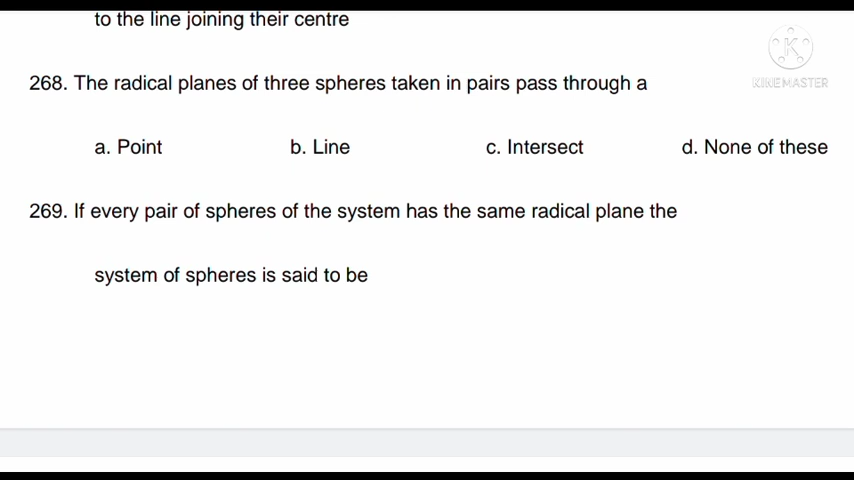 to the line joining their centre
K
KINEMASTER
268. The radical planes of three spheres taken in pairs pass through a
a. Point b. Line c. Intersect d. None of these
269. If every pair of spheres of the system has the same radical plane the
system of spheres is said to be